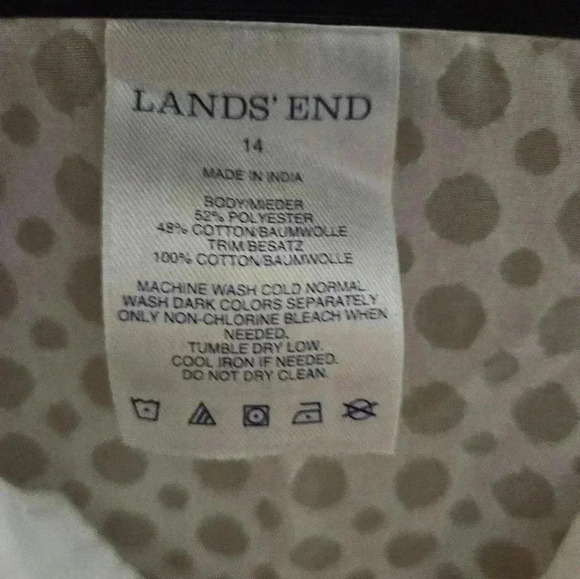 LANDS' END
14
MADE IN INDIA
BODY/MIEDER
52% POLYESTER
48% COTTON/BAUMWOLLE
TRIM/BESATZ
100% COTTON/BAUMWOLLE
MACHINE WASH COLD NORMAL.
WASH DARK COLORS SEPARATELY.
ONLY NON-CHLORINE BLEACH WHEN
NEEDED.
TUMBLE DRY LOW.
COOL IRON IF NEEDED.
DO NOT DRY CLEAN.